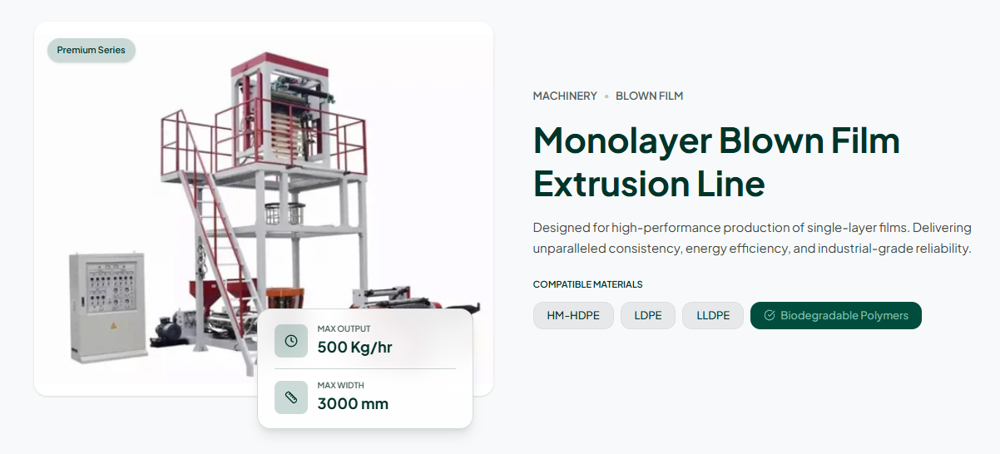 Premium Series
MACHINERY • BLOWN FILM
Monolayer Blown Film
Extrusion Line
Designed for high-performance production of single-layer films. Delivering
unparalleled consistency, energy efficiency, and industrial-grade reliability.
COMPATIBLE MATERIALS
HM-HDPE
LDPE
LLDPE
Biodegradable Polymers
MAX OUTPUT
500 Kg/hr
MAX WIDTH
3000 mm